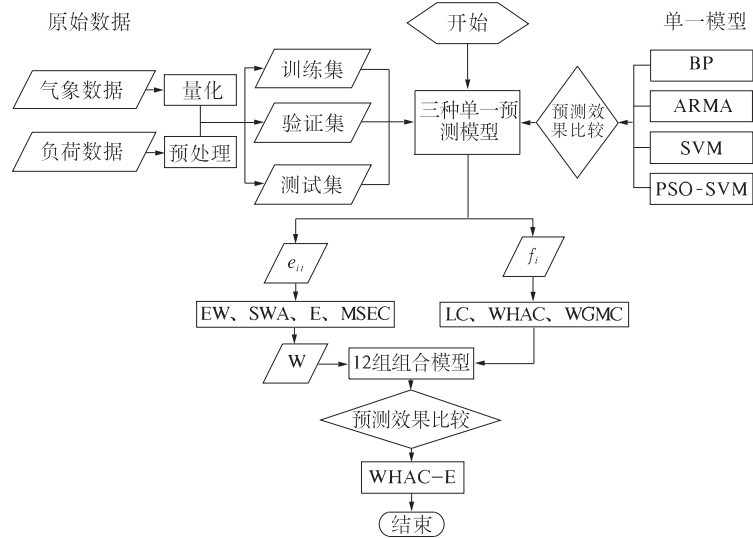 原始数据
开始
单一模型
气象数据
量化
训练集
负荷数据
预处理
验证集
测试集
三种单一预
测模型
预测效
果比较
BP
ARMA
SVM
PSO-SVM
e_{it}
f_i
EW、SWA、E、MSEC
LC、WHAC、WGMC
W
12组组合模型
预测效果比较
WHAC-E
结束